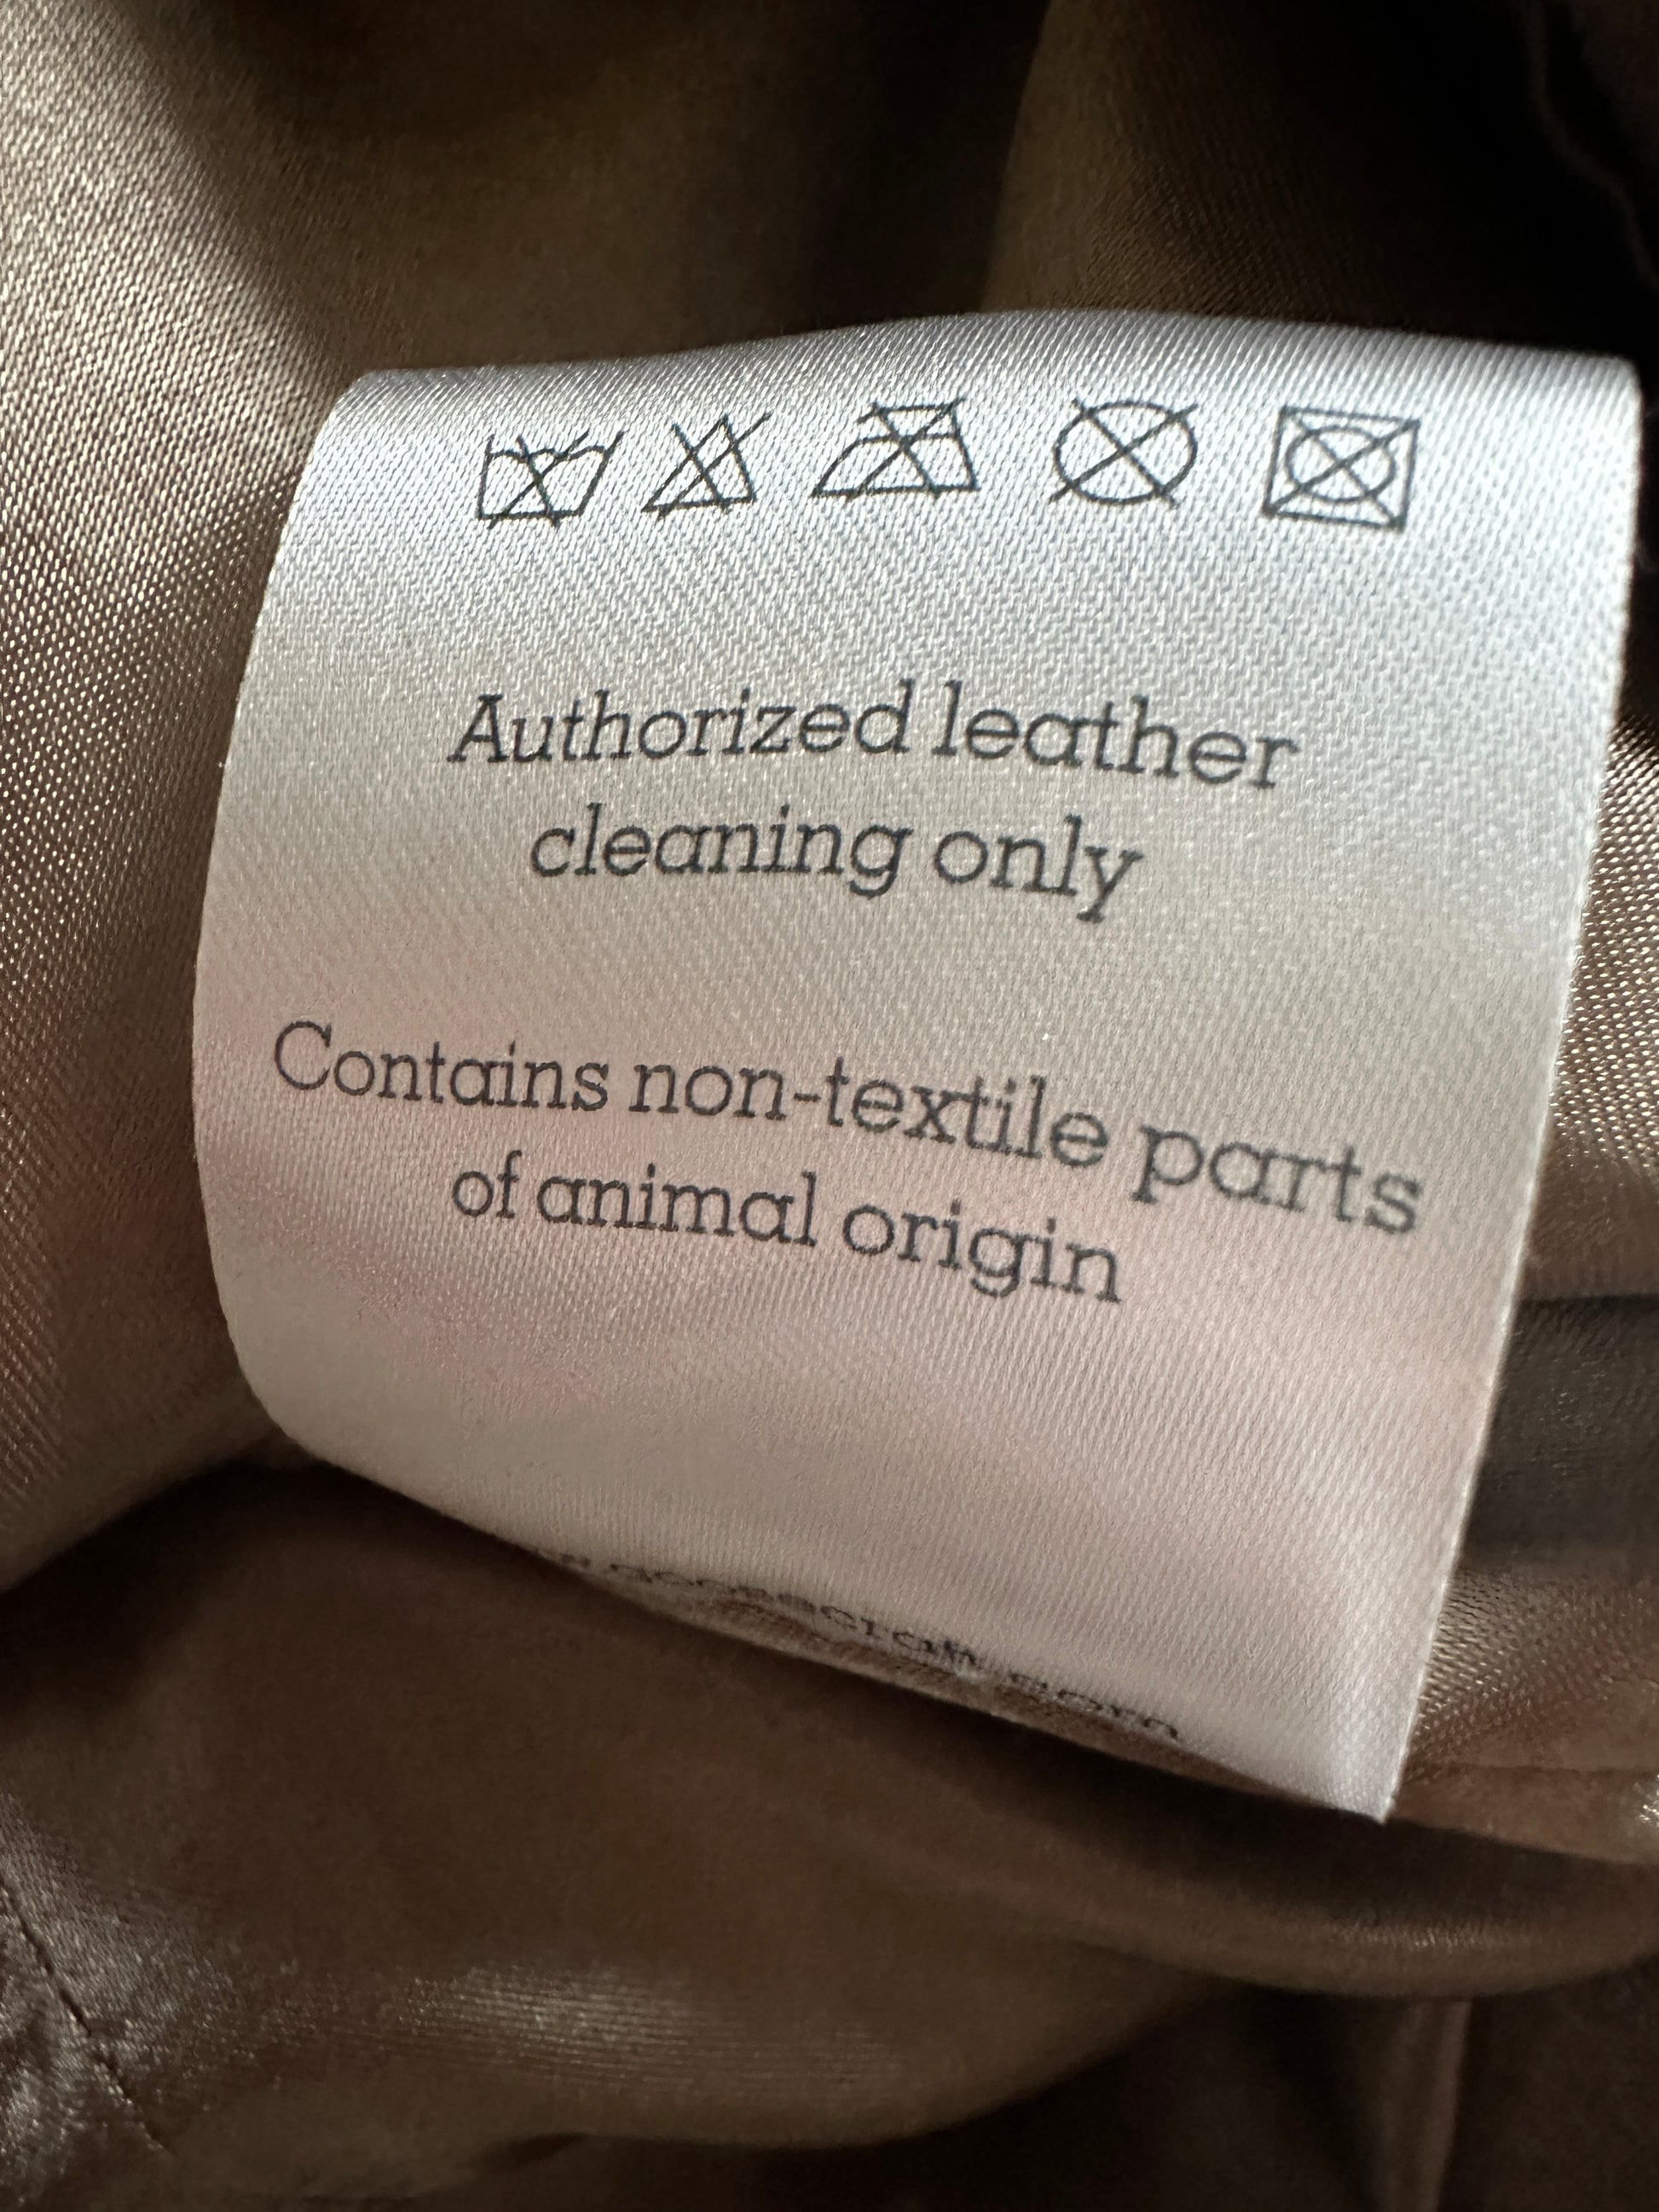 Authorized leather
cleaning only
Contains non-textile parts
of animal origin